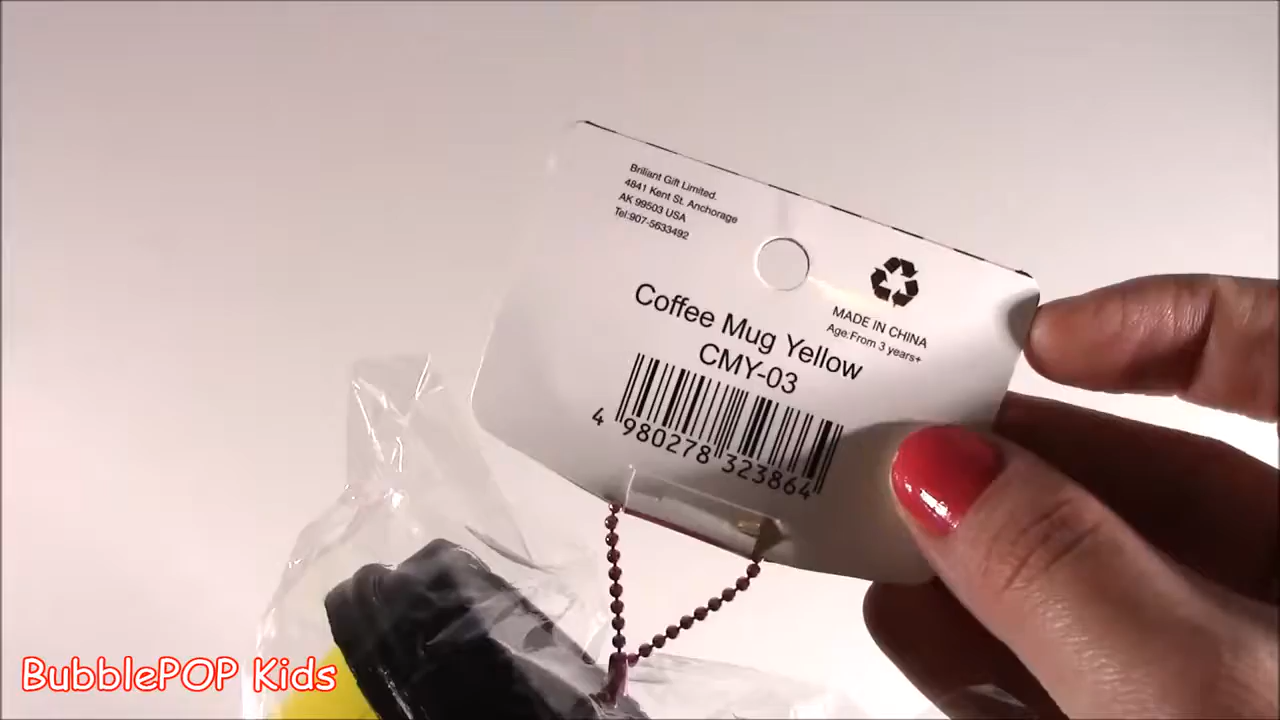 Briliant Gift Limited.
4841 Kent St. Anchorage
AK 99503 USA
Tel:907-5633492
MADE IN CHINA
Age:From 3 years+
Coffee Mug Yellow
CMY-03
4 980278 323864
BubblePOP Kids